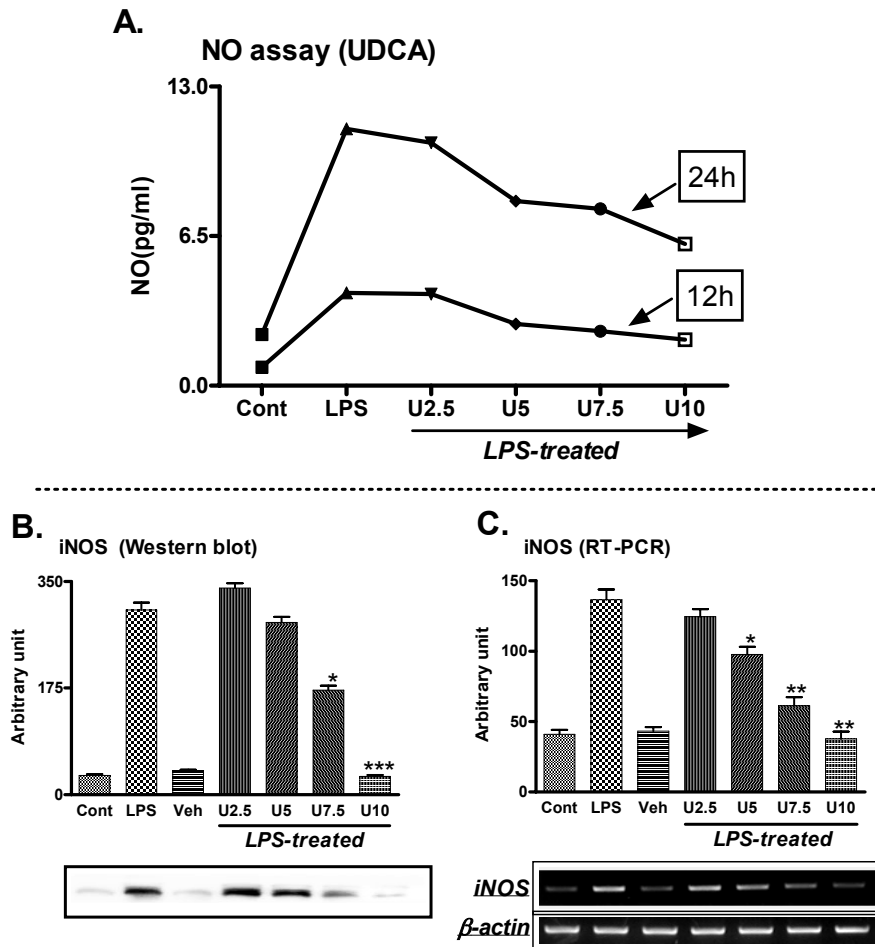 A.
NO assay (UDCA)
13.0
6.5
0.0
NO(pg/ml)
24h
12h
Cont LPS U2.5 U5 U7.5 U10
LPS-treated
B.
iNOS (Western blot)
350
175
0
Arbitrary unit
*
***
Cont LPS Veh U2.5 U5 U7.5 U10
LPS-treated
C.
iNOS (RT-PCR)
150
100
50
0
Arbitrary unit
*
**
**
Cont LPS Veh U2.5 U5 U7.5 U10
LPS-treated
iNOS
β-actin